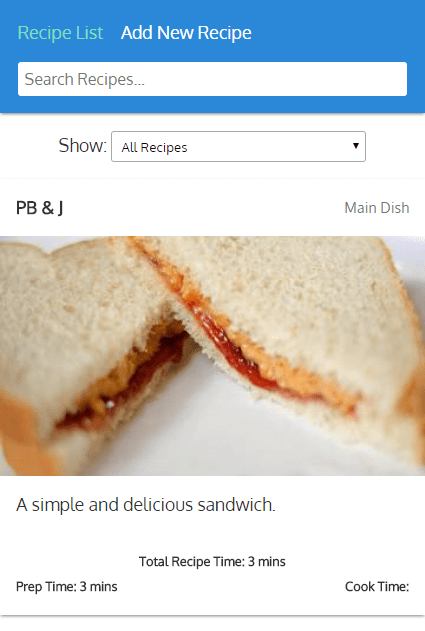 Recipe List Add New Recipe
Search Recipes...
Show: All Recipes
PB & J Main Dish
A simple and delicious sandwich.
Total Recipe Time: 3 mins
Prep Time: 3 mins Cook Time: